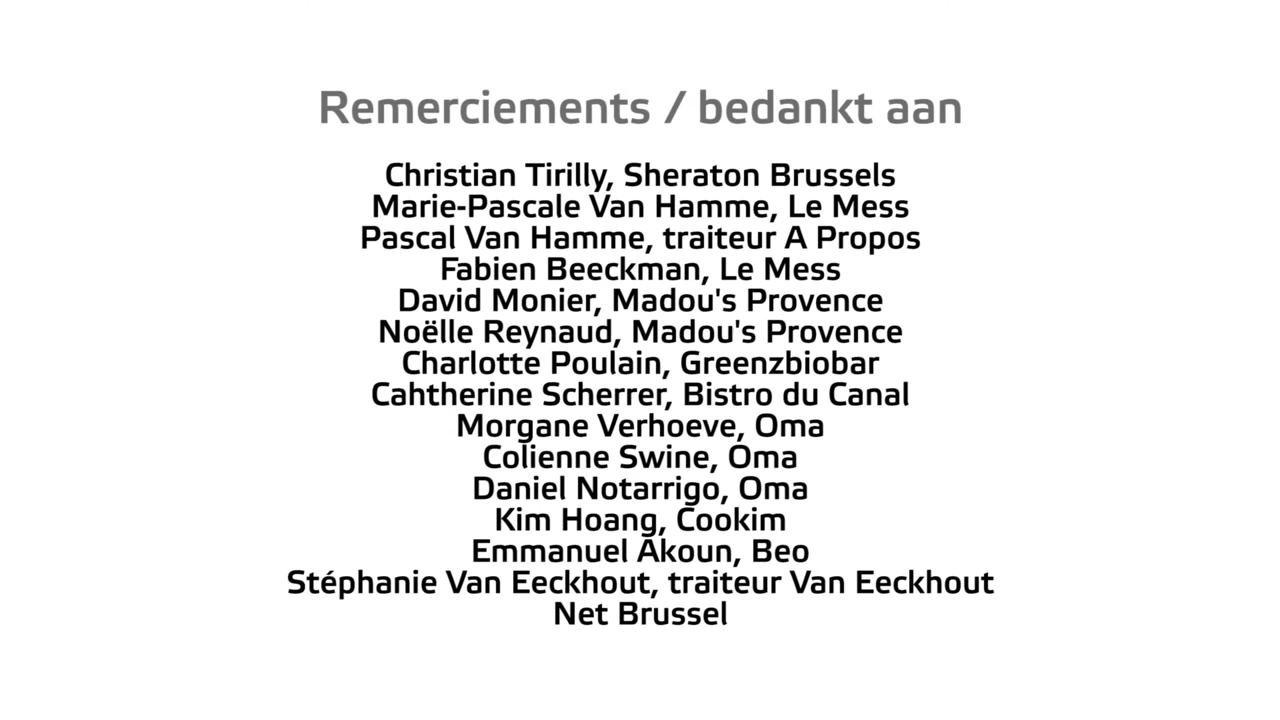 Remerciements / bedankt aan
Christian Tirilly, Sheraton Brussels
Marie-Pascale Van Hamme, Le Mess
Pascal Van Hamme, traiteur A Propos
Fabien Beeckman, Le Mess
David Monier, Madou's Provence
Noëlle Reynaud, Madou's Provence
Charlotte Poulain, Greenzbiobar
Cahtherine Scherrer, Bistro du Canal
Morgane Verhoeve, Oma
Colienne Swine, Oma
Daniel Notarrigo, Oma
Kim Hoang, Cookim
Emmanuel Akoun, Beo
Stéphanie Van Eeckhout, traiteur Van Eeckhout
Net Brussel